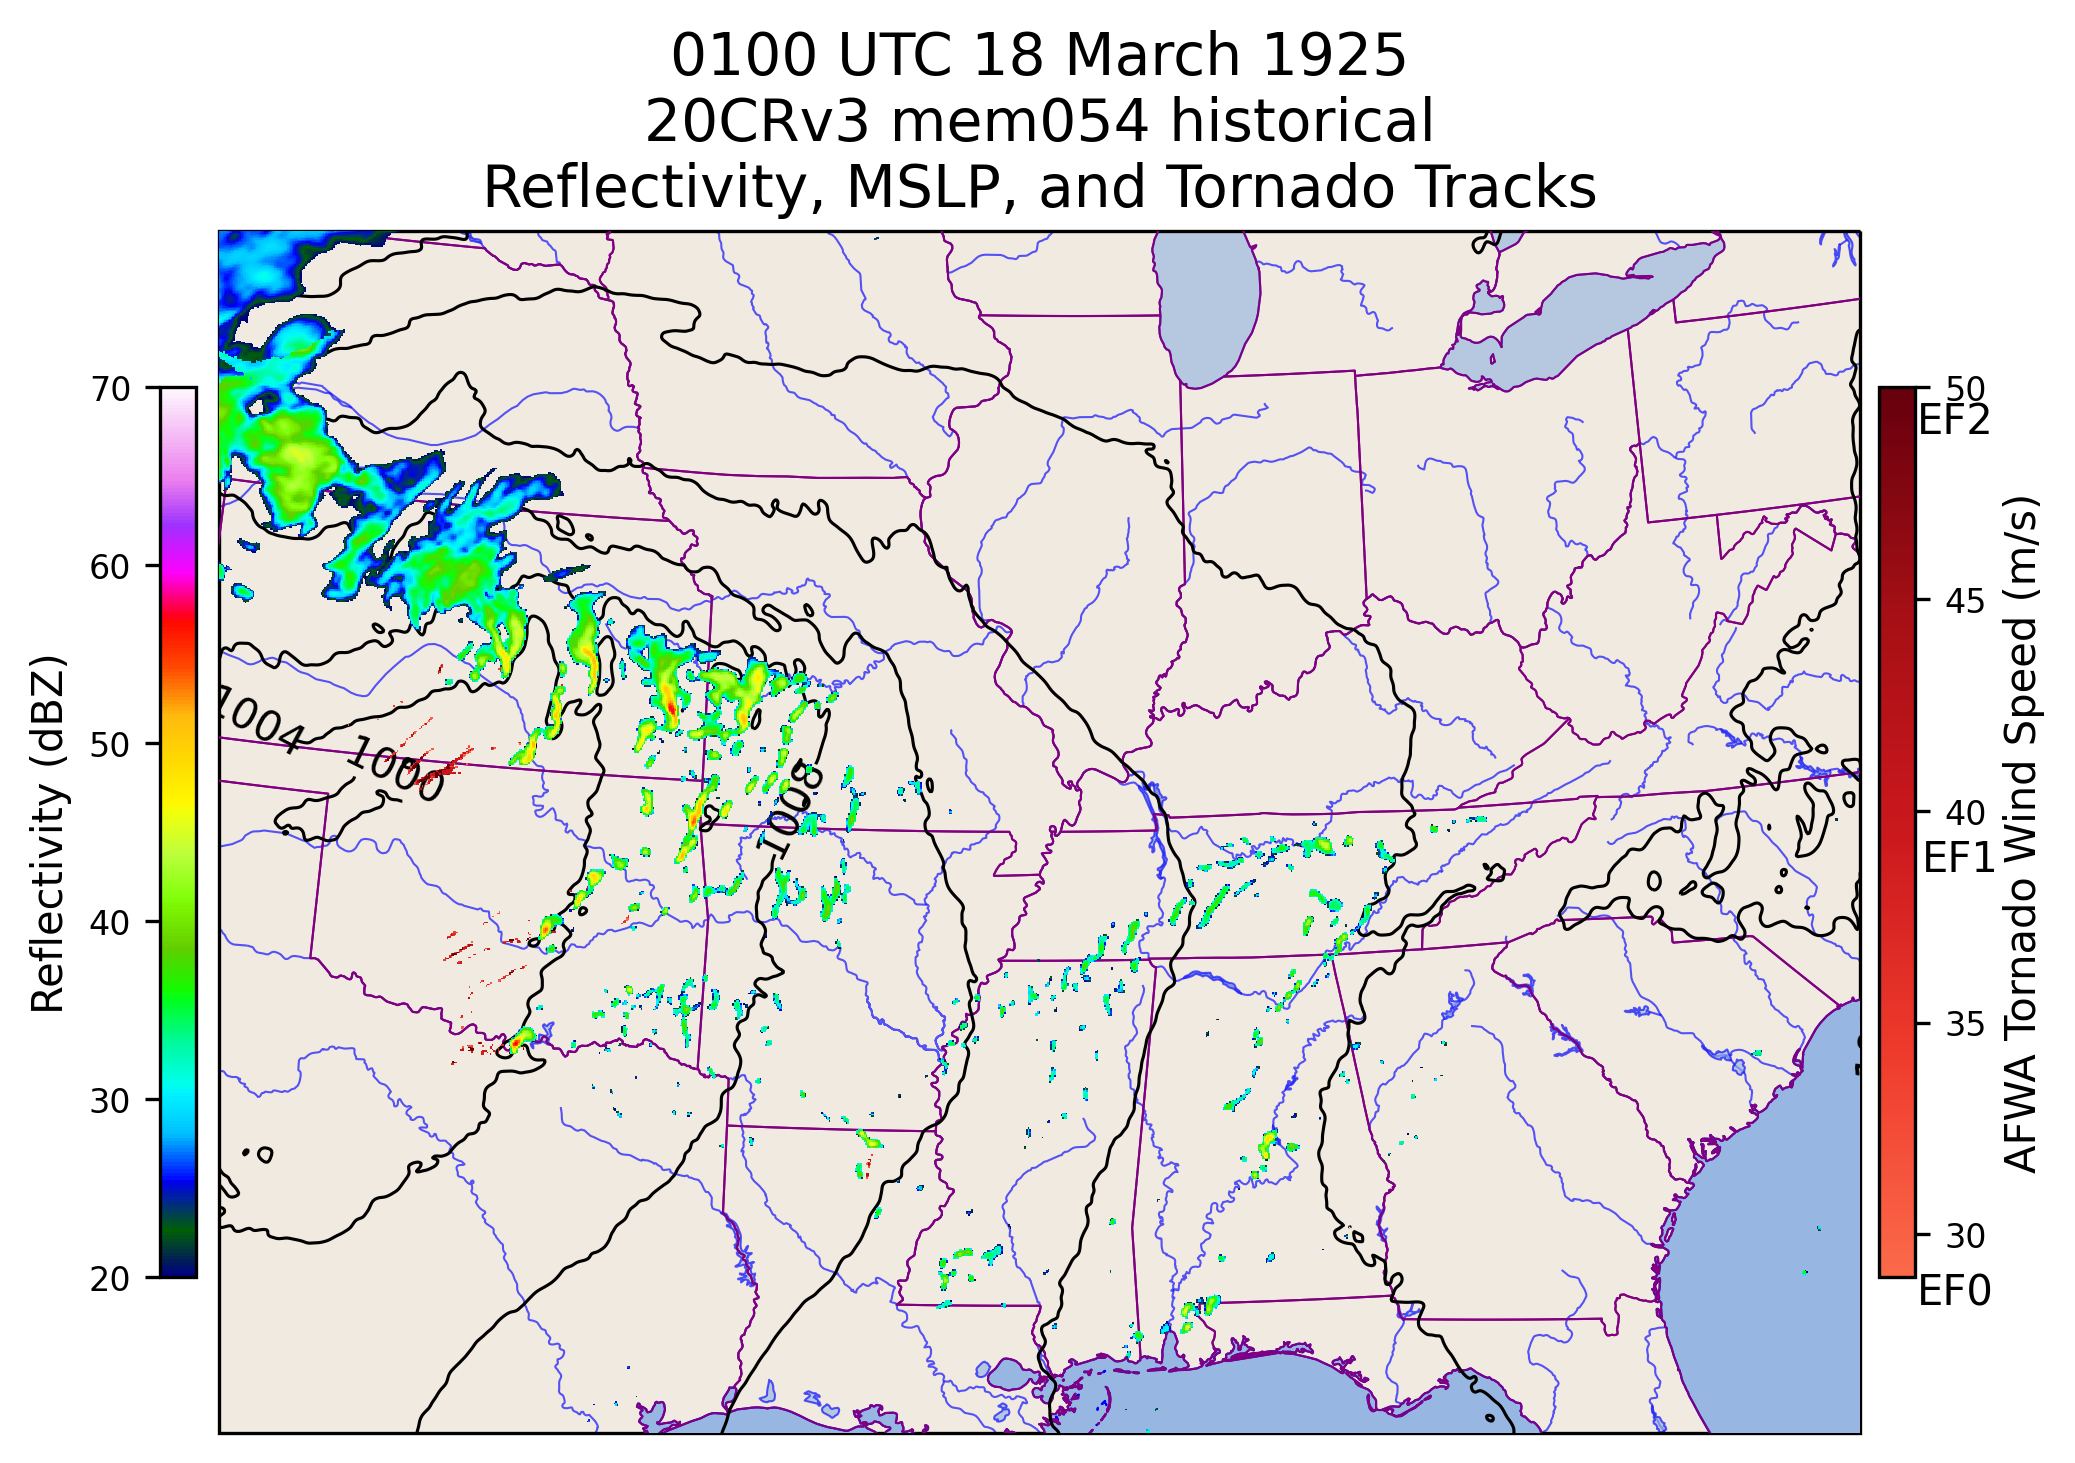 0100 UTC 18 March 1925
20CRv3 mem054 historical
Reflectivity, MSLP, and Tornado Tracks
70
60
50
40
30
20
Reflectivity (dBZ)
1004
1000
1008
50
EF2
45
40
EF1
35
30
EF0
AFWA Tornado Wind Speed (m/s)